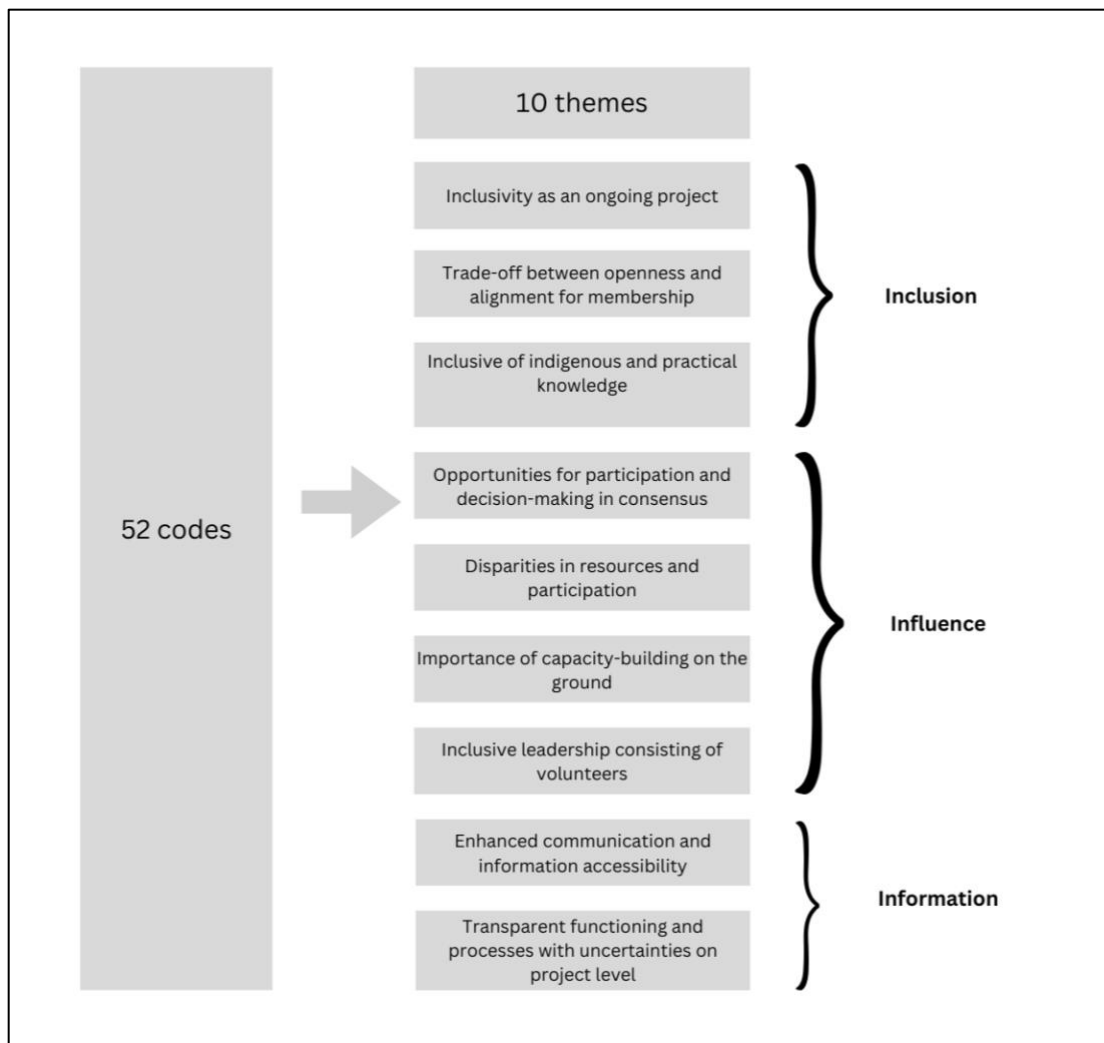 52 codes
10 themes
Inclusivity as an ongoing project
Trade-off between openness and
alignment for membership
Inclusive of indigenous and practical
knowledge
Inclusion
Opportunities for participation and
decision-making in consensus
Disparities in resources and
participation
Importance of capacity-building on the
ground
Inclusive leadership consisting of
volunteers
Influence
Enhanced communication and
information accessibility
Transparent functioning and
processes with uncertainties on
project level
Information